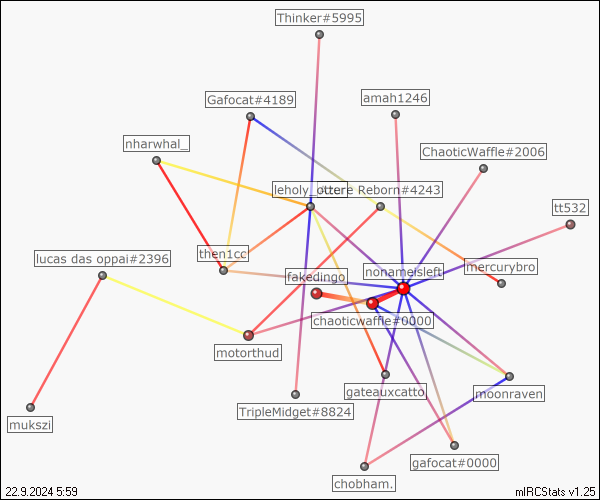 Thinker#5995
amah1246
Gafocat#4189
nharwhal_
ChaoticWaffle#2006
Reborn#4243
tt532
then1cc
lucas das oppai#2396
nonameisleft
mercurybro
fakedingo
chaoticwaffle#0000
motorthud
gateauxcatto
moonraven
TripleMidget#8824
mukszi
gafocat#0000
chobham.
22.9.2024 5:59
mIRCStats v1.25